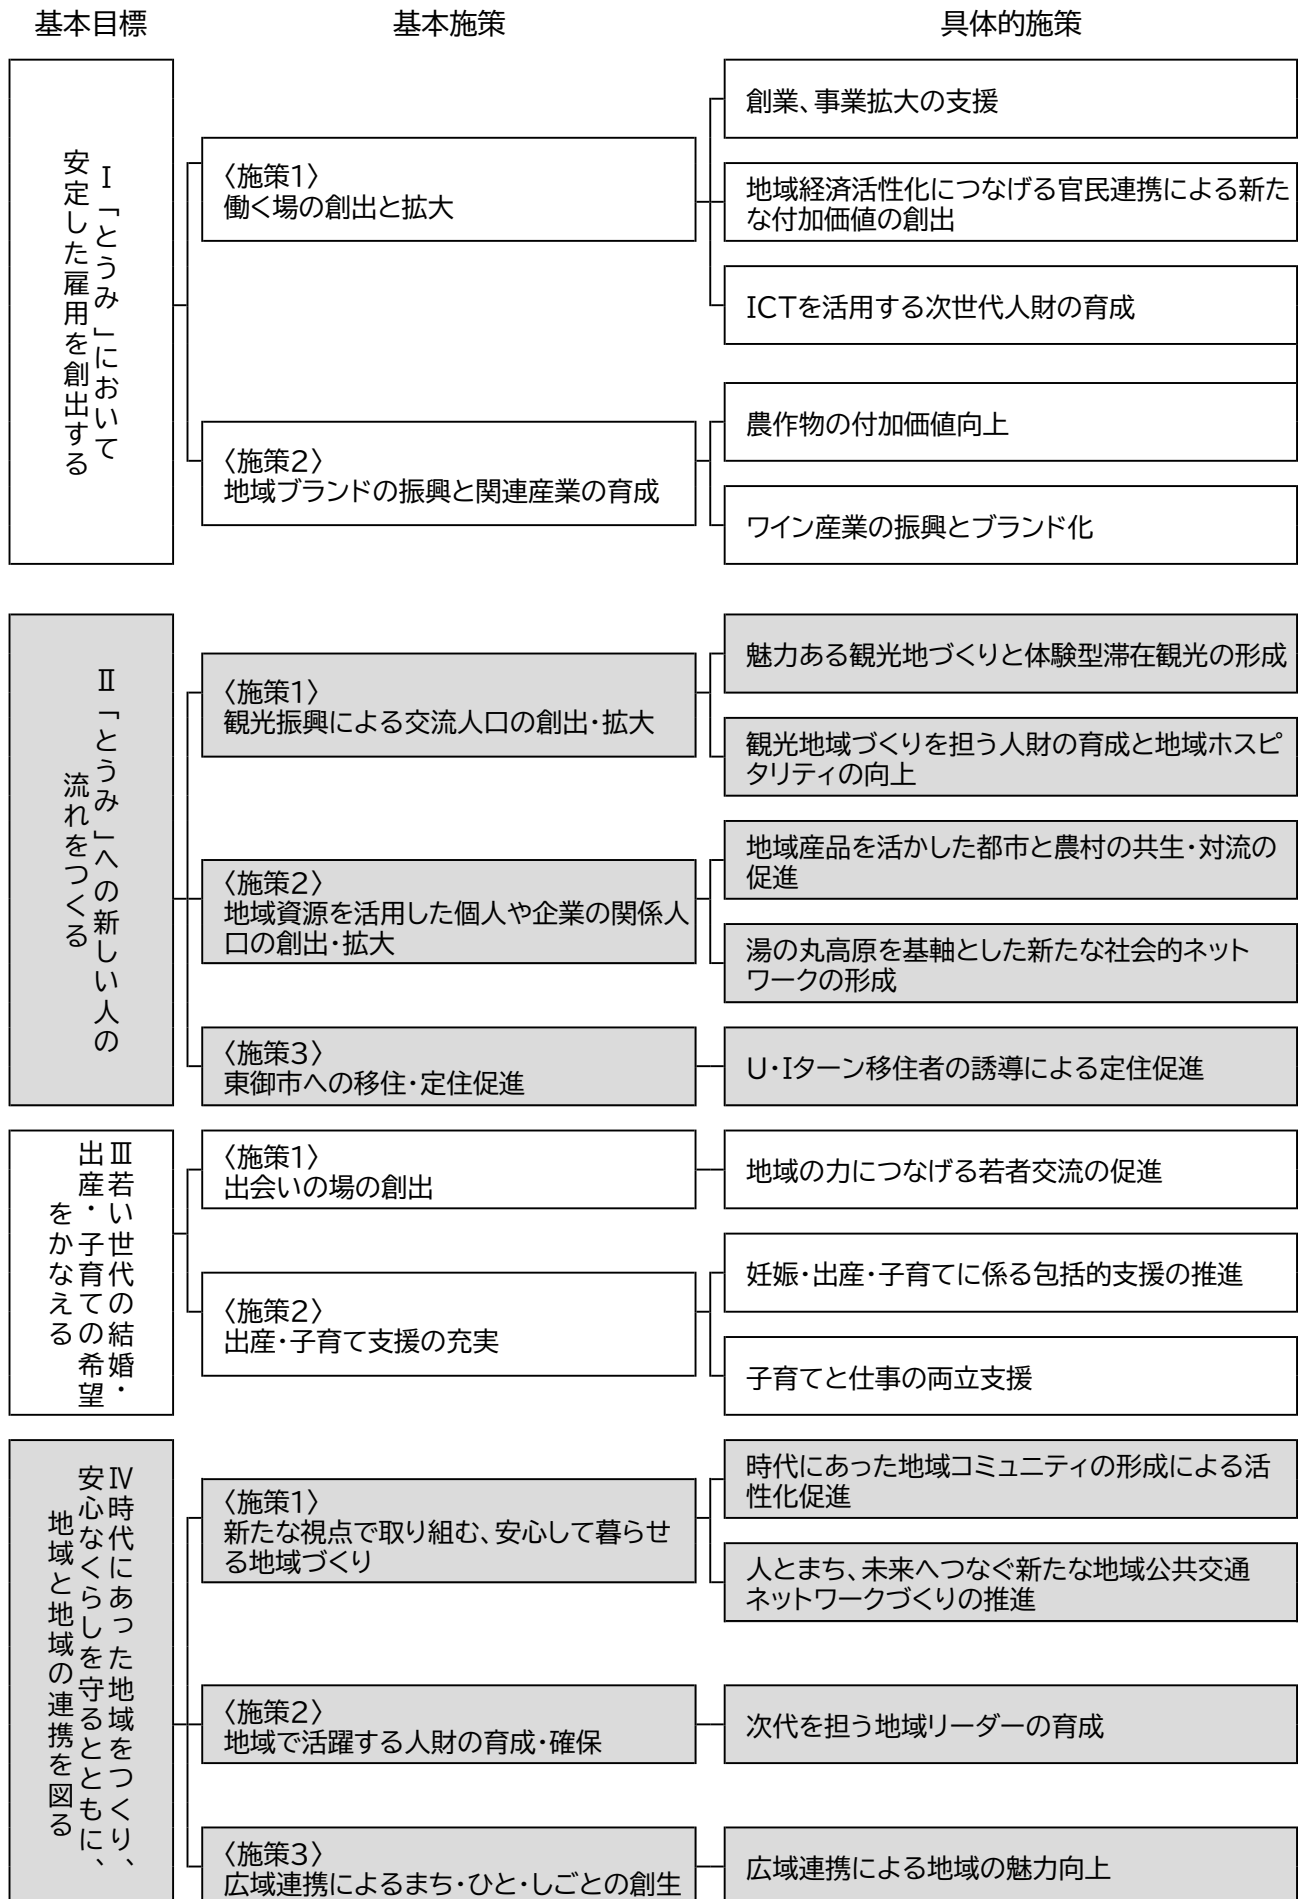 基本目標
基本施策
具体的施策
Ⅰ「とうみ」において
安定した雇用を創出する
〈施策1〉
働く場の創出と拡大
創業、事業拡大の支援
地域経済活性化につなげる官民連携による新た
な付加価値の創出
ICTを活用する次世代人財の育成
〈施策2〉
地域ブランドの振興と関連産業の育成
農作物の付加価値向上
ワイン産業の振興とブランド化
Ⅱ「とうみ」への新しい人の
流れをつくる
〈施策1〉
観光振興による交流人口の創出・拡大
魅力ある観光地づくりと体験型滞在観光の形成
観光地域づくりを担う人財の育成と地域ホスピ
タリティの向上
〈施策2〉
地域資源を活用した個人や企業の関係人
口の創出・拡大
地域産品を活かした都市と農村の共生・対流の
促進
湯の丸高原を基軸とした新たな社会的ネット
ワークの形成
〈施策3〉
東御市への移住・定住促進
U・Iターン移住者の誘導による定住促進
Ⅲ若い世代の結婚・
出産・子育ての希望
をかなえる
〈施策1〉
出会いの場の創出
地域の力につなげる若者交流の促進
〈施策2〉
出産・子育て支援の充実
妊娠・出産・子育てに係る包括的支援の推進
子育てと仕事の両立支援
Ⅳ時代にあった地域をつくり、
安心なくらしを守るとともに、
地域と地域の連携を図る
〈施策1〉
新たな視点で取り組む、安心して暮らせ
る地域づくり
時代にあった地域コミュニティの形成による活
性化促進
人とまち、未来へつなぐ新たな地域公共交通
ネットワークづくりの推進
〈施策2〉
地域で活躍する人財の育成・確保
次代を担う地域リーダーの育成
〈施策3〉
広域連携によるまち・ひと・しごとの創生
広域連携による地域の魅力向上